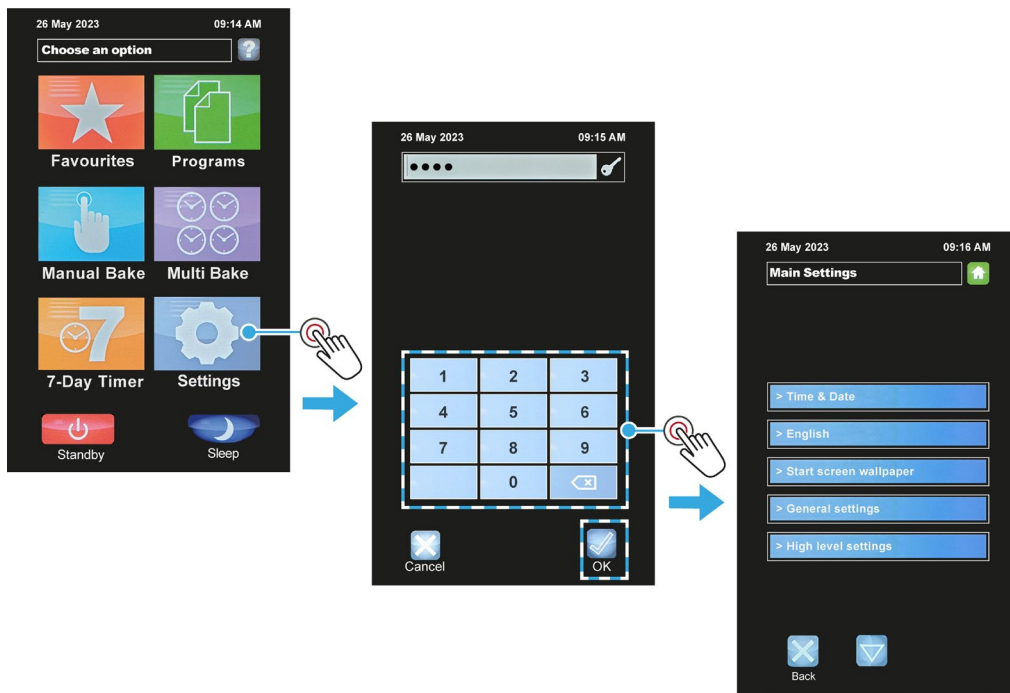 26 May 2023 09:14 AM
Choose an option ?
Favourites Programs
Manual Bake Multi Bake
7
7-Day Timer Settings
Standby Sleep
26 May 2023 09:15 AM
••••
1 2 3
4 5 6
7 8 9
0
Cancel OK
26 May 2023 09:16 AM
Main Settings
> Time & Date
> English
> Start screen wallpaper
> General settings
> High level settings
Back